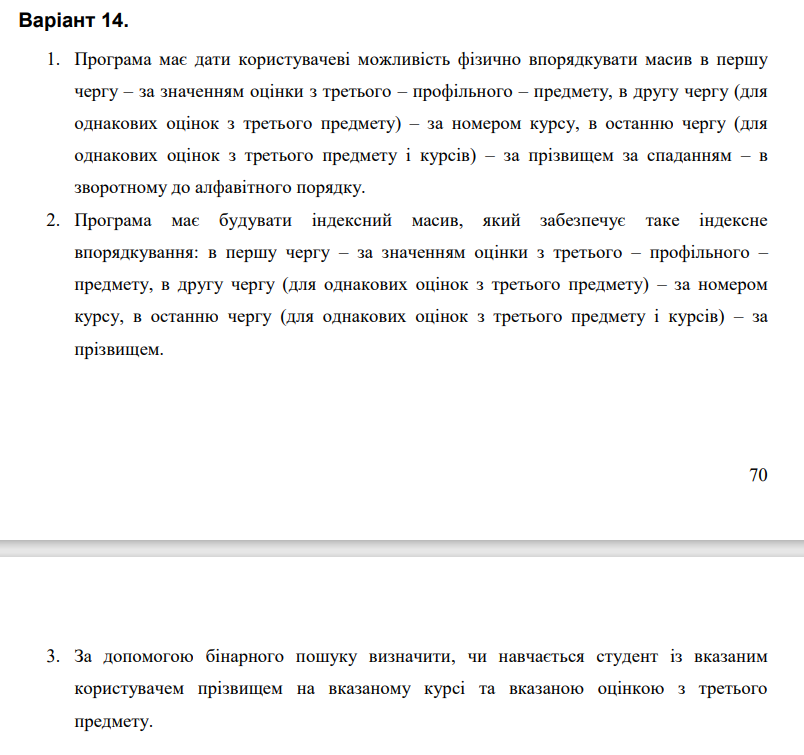 Варіант 14.
1. Програма має дати користувачеві можливість фізично впорядкувати масив в першу
чергу – за значенням оцінки з третього – профільного – предмету, в другу чергу (для
однакових оцінок з третього предмету) – за номером курсу, в останню чергу (для
однакових оцінок з третього предмету і курсів) – за прізвищем за спаданням – в
зворотному до алфавітного порядку.
2. Програма має будувати індексний масив, який забезпечує таке індексне
впорядкування: в першу чергу – за значенням оцінки з третього – профільного –
предмету, в другу чергу (для однакових оцінок з третього предмету) – за номером
курсу, в останню чергу (для однакових оцінок з третього предмету і курсів) – за
прізвищем.
70
3. За допомогою бінарного пошуку визначити, чи навчається студент із вказаним
користувачем прізвищем на вказаному курсі та вказаною оцінкою з третього
предмету.